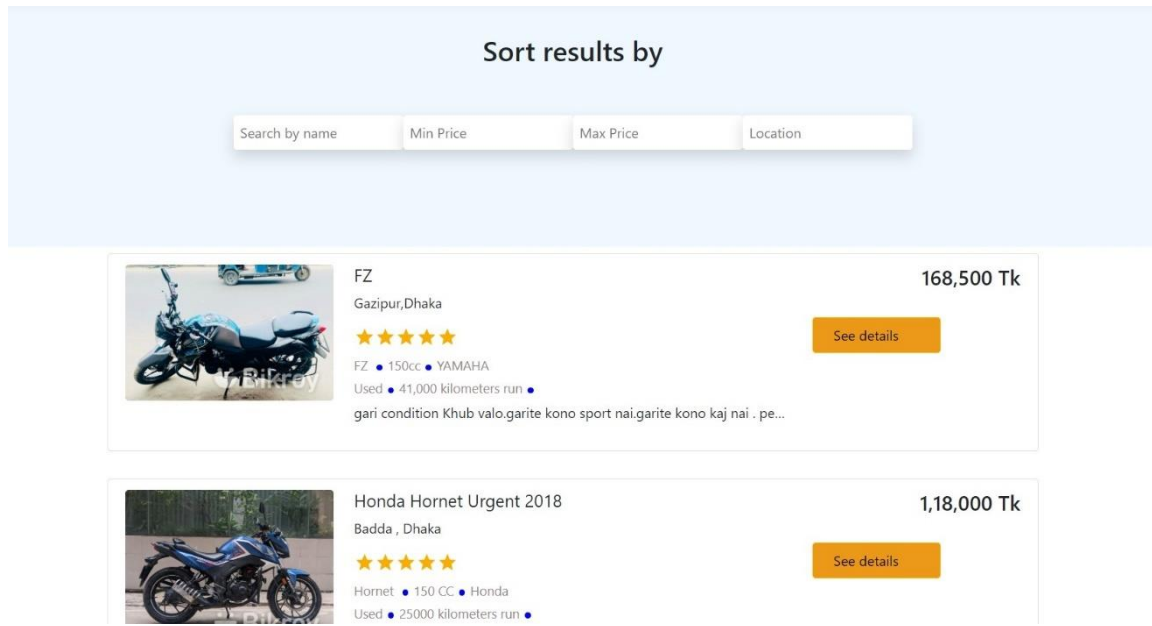 Sort results by
Search by name Min Price Max Price Location
FZ
168,500 Tk
Gazipur,Dhaka
See details
FZ • 150cc • YAMAHA
Used • 41,000 kilometers run •
gari condition Khub valo.garite kono sport nai.garite kono kaj nai . pe...
Bikroy
Honda Hornet Urgent 2018
1,18,000 Tk
Badda , Dhaka
See details
Hornet • 150 CC • Honda
Used • 25000 kilometers run •
Bikroy